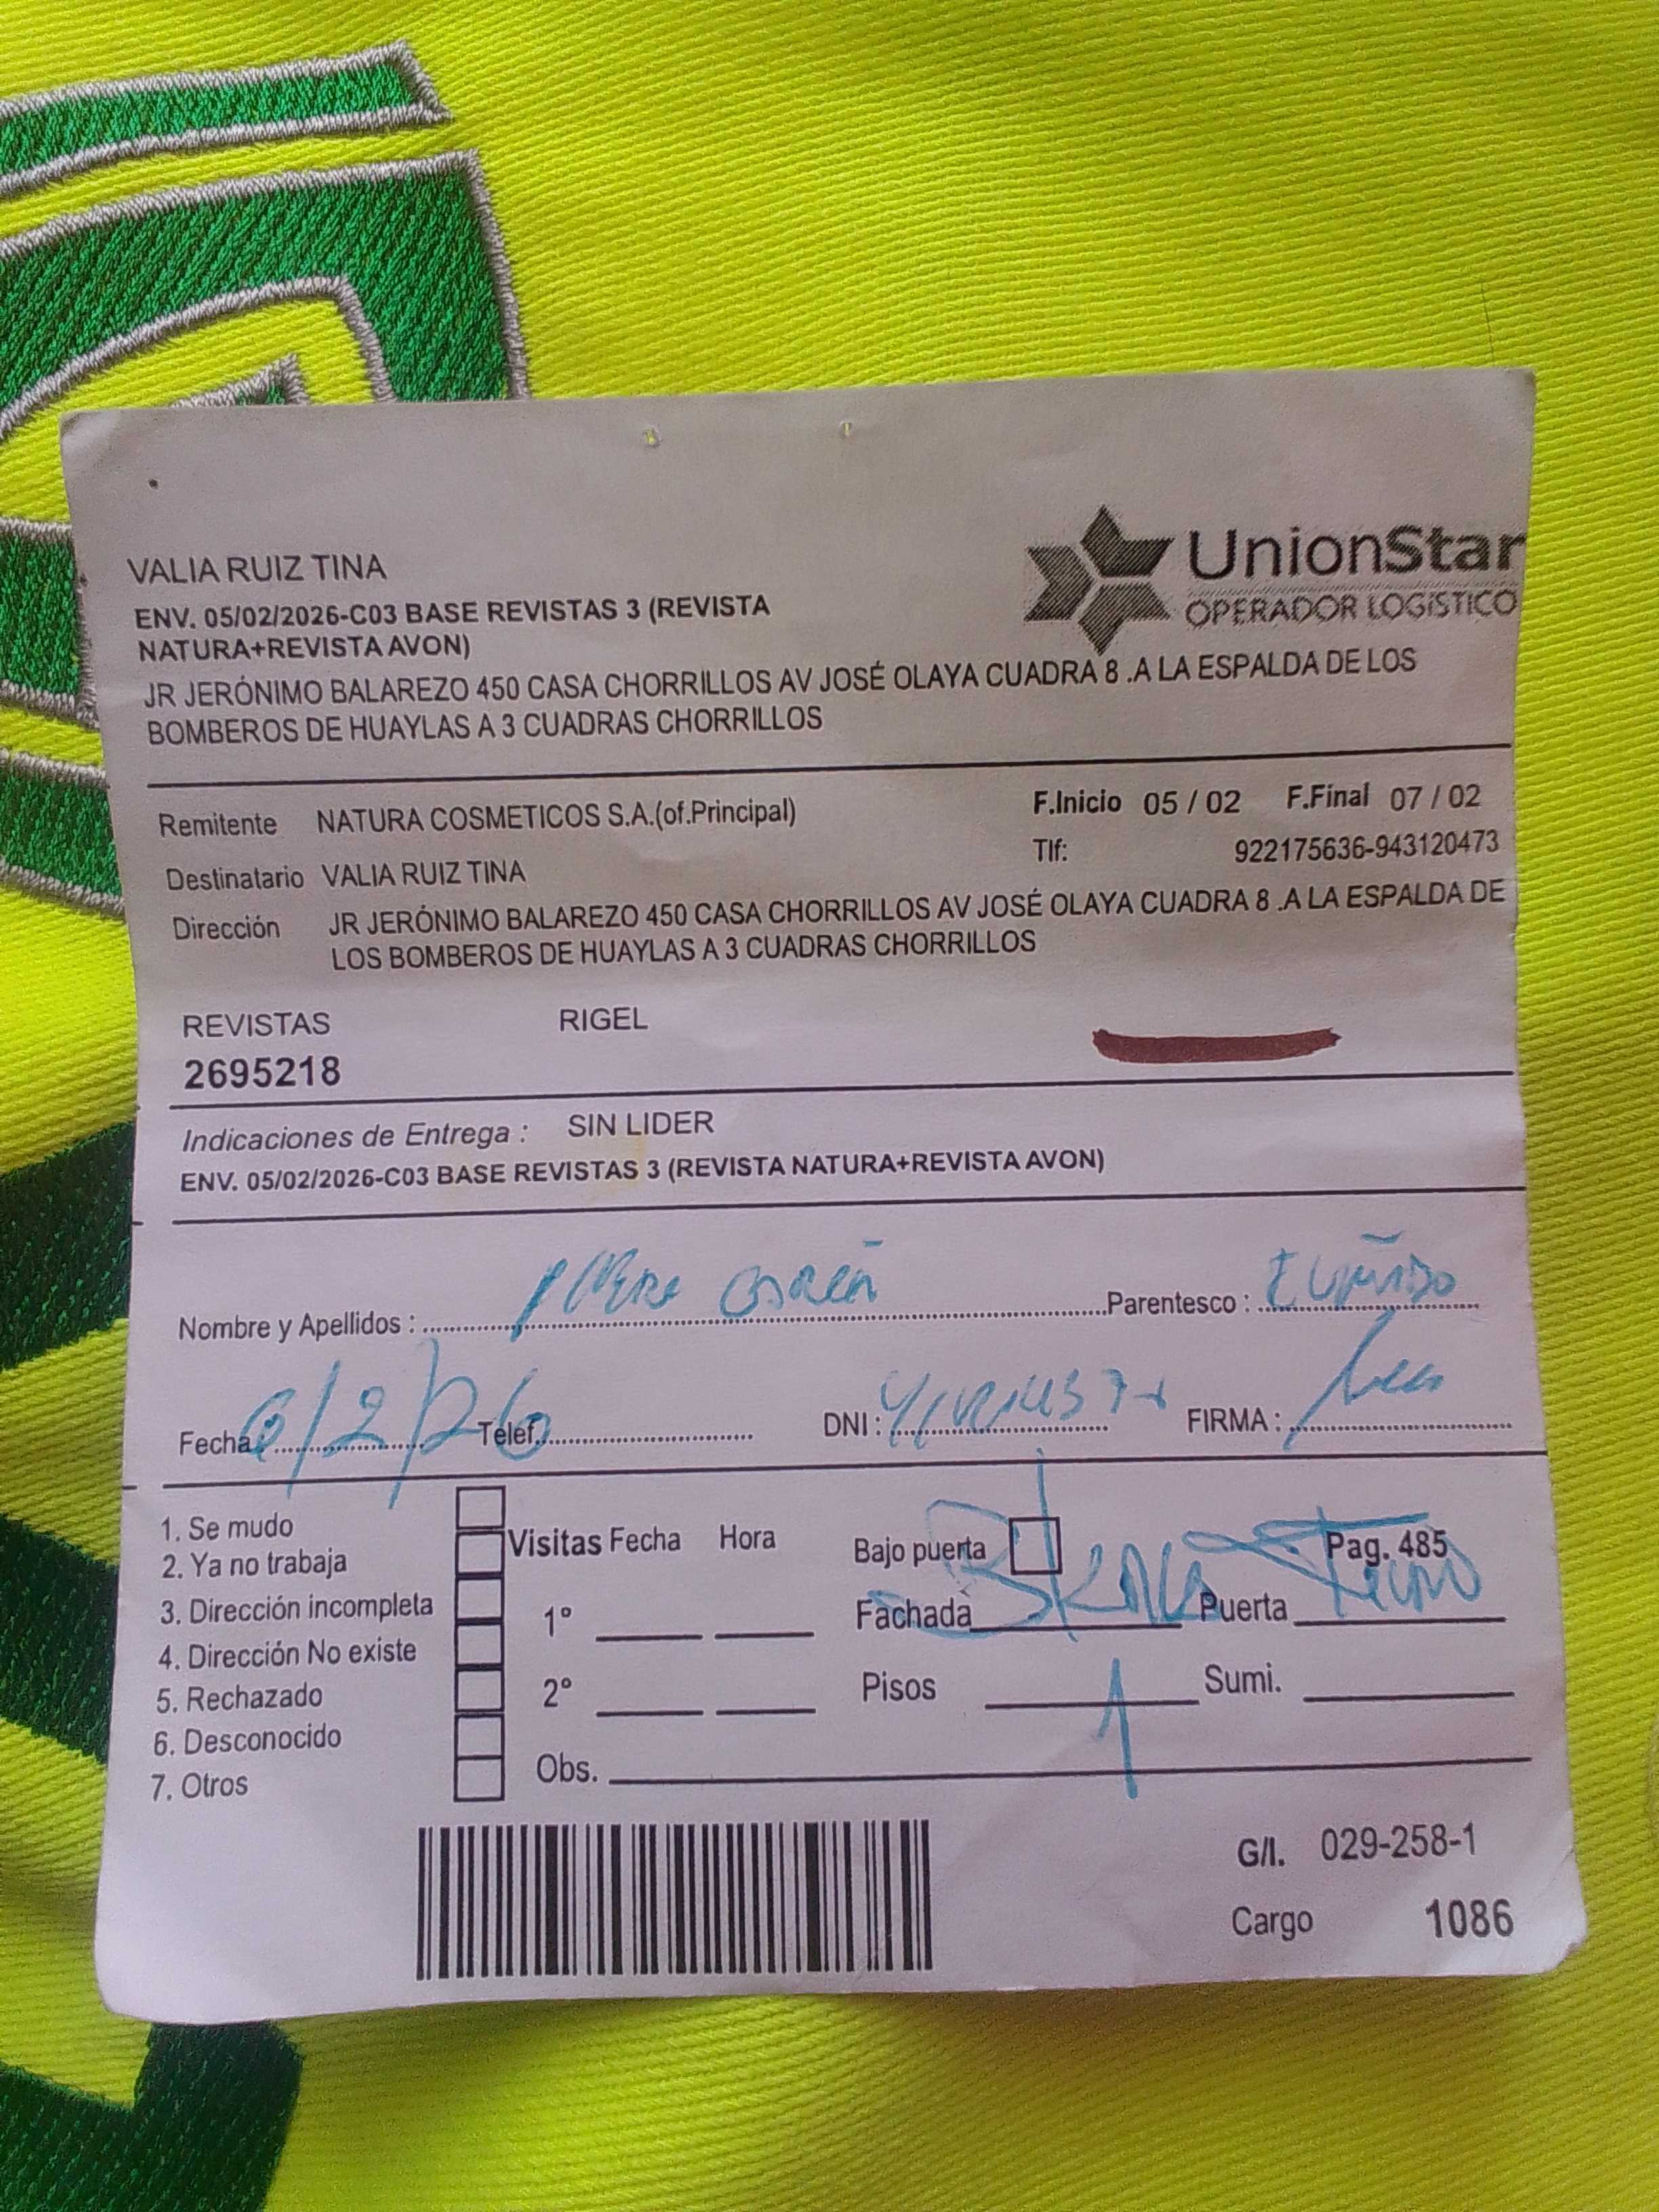 VALIA RUIZ TINA
UnionStar
OPERADOR LOGÍSTICO
ENV. 05/02/2026-C03 BASE REVISTAS 3 (REVISTA
NATURA+REVISTA AVON)
JR JERÓNIMO BALAREZO 450 CASA CHORRILLOS AV JOSÉ OLAYA CUADRA 8 .A LA ESPALDA DE LOS
BOMBEROS DE HUAYLAS A 3 CUADRAS CHORRILLOS
Remitente NATURA COSMETICOS S.A.(of.Principal) F.Inicio 05 / 02 F.Final 07 / 02
Tlf: 922175636-943120473
Destinatario VALIA RUIZ TINA
Dirección JR JERÓNIMO BALAREZO 450 CASA CHORRILLOS AV JOSÉ OLAYA CUADRA 8 .A LA ESPALDA DE
LOS BOMBEROS DE HUAYLAS A 3 CUADRAS CHORRILLOS
REVISTAS RIGEL
2695218
Indicaciones de Entrega : SIN LIDER
ENV. 05/02/2026-C03 BASE REVISTAS 3 (REVISTA NATURA+REVISTA AVON)
Nombre y Apellidos : Parentesco :
Fecha : 6/2/26 Telef. DNI : FIRMA :
1. Se mudo
2. Ya no trabaja
3. Dirección incompleta
4. Dirección No existe
5. Rechazado
6. Desconocido
7. Otros
Visitas Fecha Hora
1º
2º
Obs.
Bajo puerta Pag. 485
Fachada Puerta
Pisos 1 Sumi.
G/I. 029-258-1
Cargo 1086